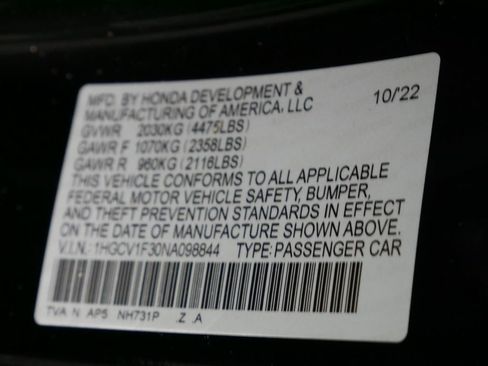 MFD. BY HONDA DEVELOPMENT &
MANUFACTURING OF AMERICA, LLC 10/22
GVWR 2030KG (4475LBS)
GAWR F 1070KG (2358LBS)
GAWR R 960KG (2116LBS)
THIS VEHICLE CONFORMS TO ALL APPLICABLE
FEDERAL MOTOR VEHICLE SAFETY, BUMPER,
AND THEFT PREVENTION STANDARDS IN EFFECT
ON THE DATE OF MANUFACTURE SHOWN ABOVE.
V.I.N.: 1HGCV1F30NA098844 TYPE: PASSENGER CAR
TVA N AP5 NH731P .Z .A